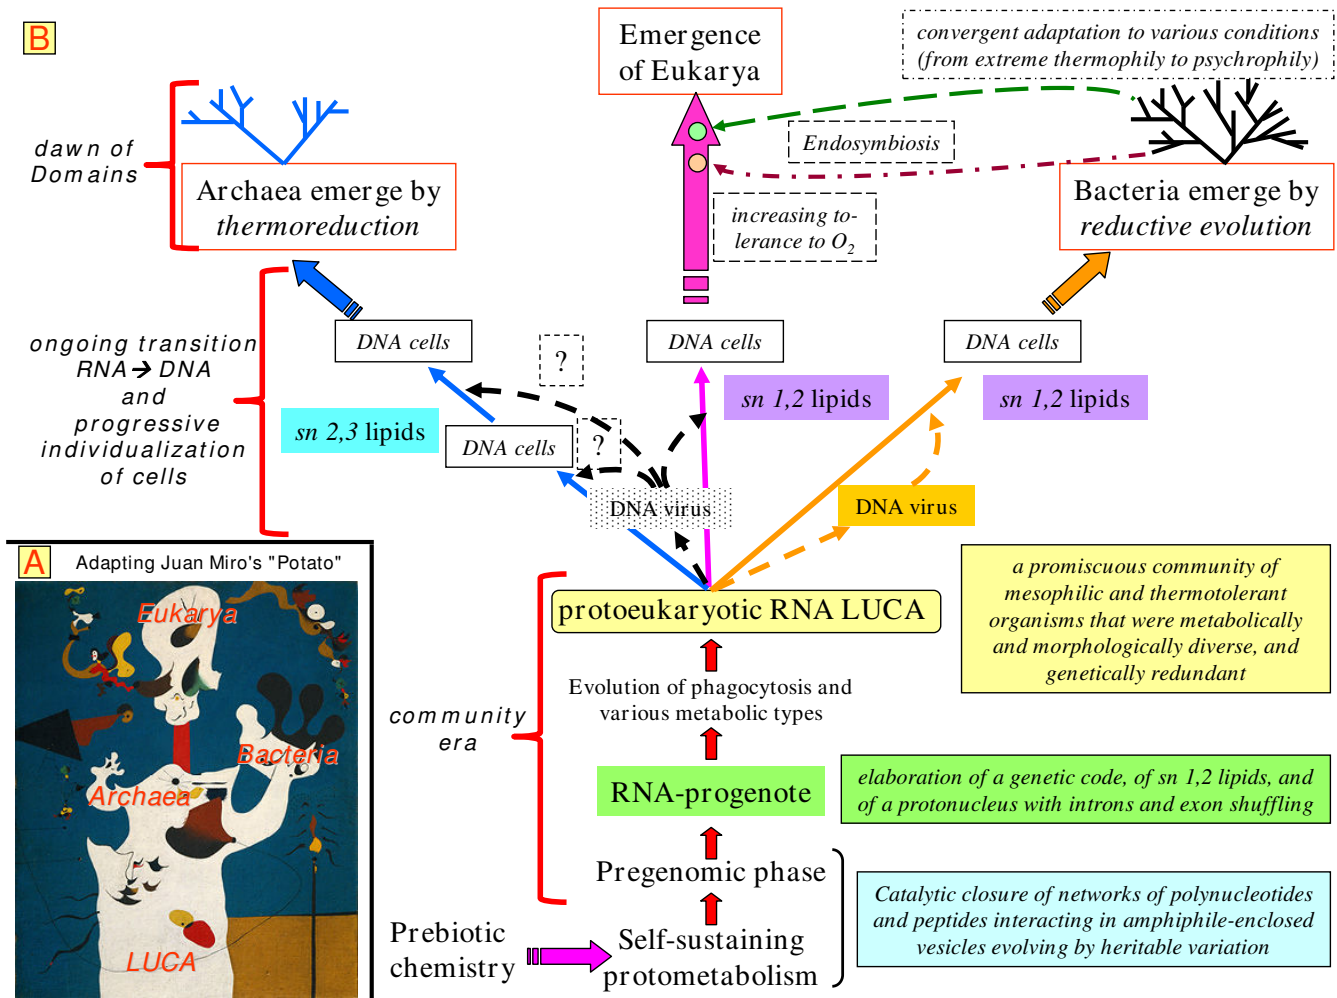 B
Emergence
of Eukarya
convergent adaptation to various conditions
(from extreme thermophily to psychrophily)
dawn of
Domains
Endosymbiosis
Archaea emerge by
thermoreduction
increasing to-
lerance to O2
Bacteria emerge by
reductive evolution
ongoing transition
RNA→ DNA
and
progressive
individualization
of cells
DNA cells
DNA cells
DNA cells
?
sn 1,2 lipids
sn 1,2 lipids
sn 2,3 lipids
DNA cells
?
DNA virus
DNA virus
A
Adapting Juan Miro's "Potato"
Eukarya
Bacteria
Archaea
LUCA
protoeukaryotic RNA LUCA
a promiscuous community of
mesophilic and thermotolerant
organisms that were metabolically
and morphologically diverse, and
genetically redundant
community
era
Evolution of phagocytosis and
various metabolic types
RNA-progenote
elaboration of a genetic code, of sn 1,2 lipids, and
of a protonucleus with introns and exon shuffling
Pregenomic phase
Prebiotic
chemistry
Self-sustaining
protometabolism
Catalytic closure of networks of polynucleotides
and peptides interacting in amphiphile-enclosed
vesicles evolving by heritable variation